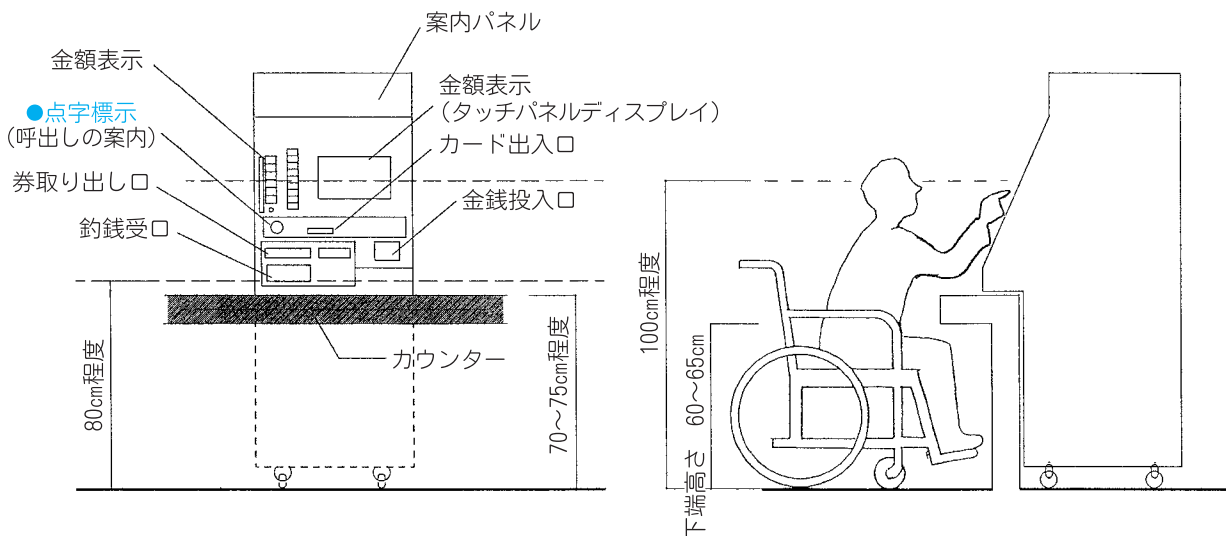 案内パネル
金額表示
●点字標示
(呼出しの案内)
券取り出し口
釣銭受口
金額表示
(タッチパネルディスプレイ)
カード出入口
金銭投入口
カウンター
80cm程度
70〜75cm程度
100cm程度
下端高さ 60〜65cm